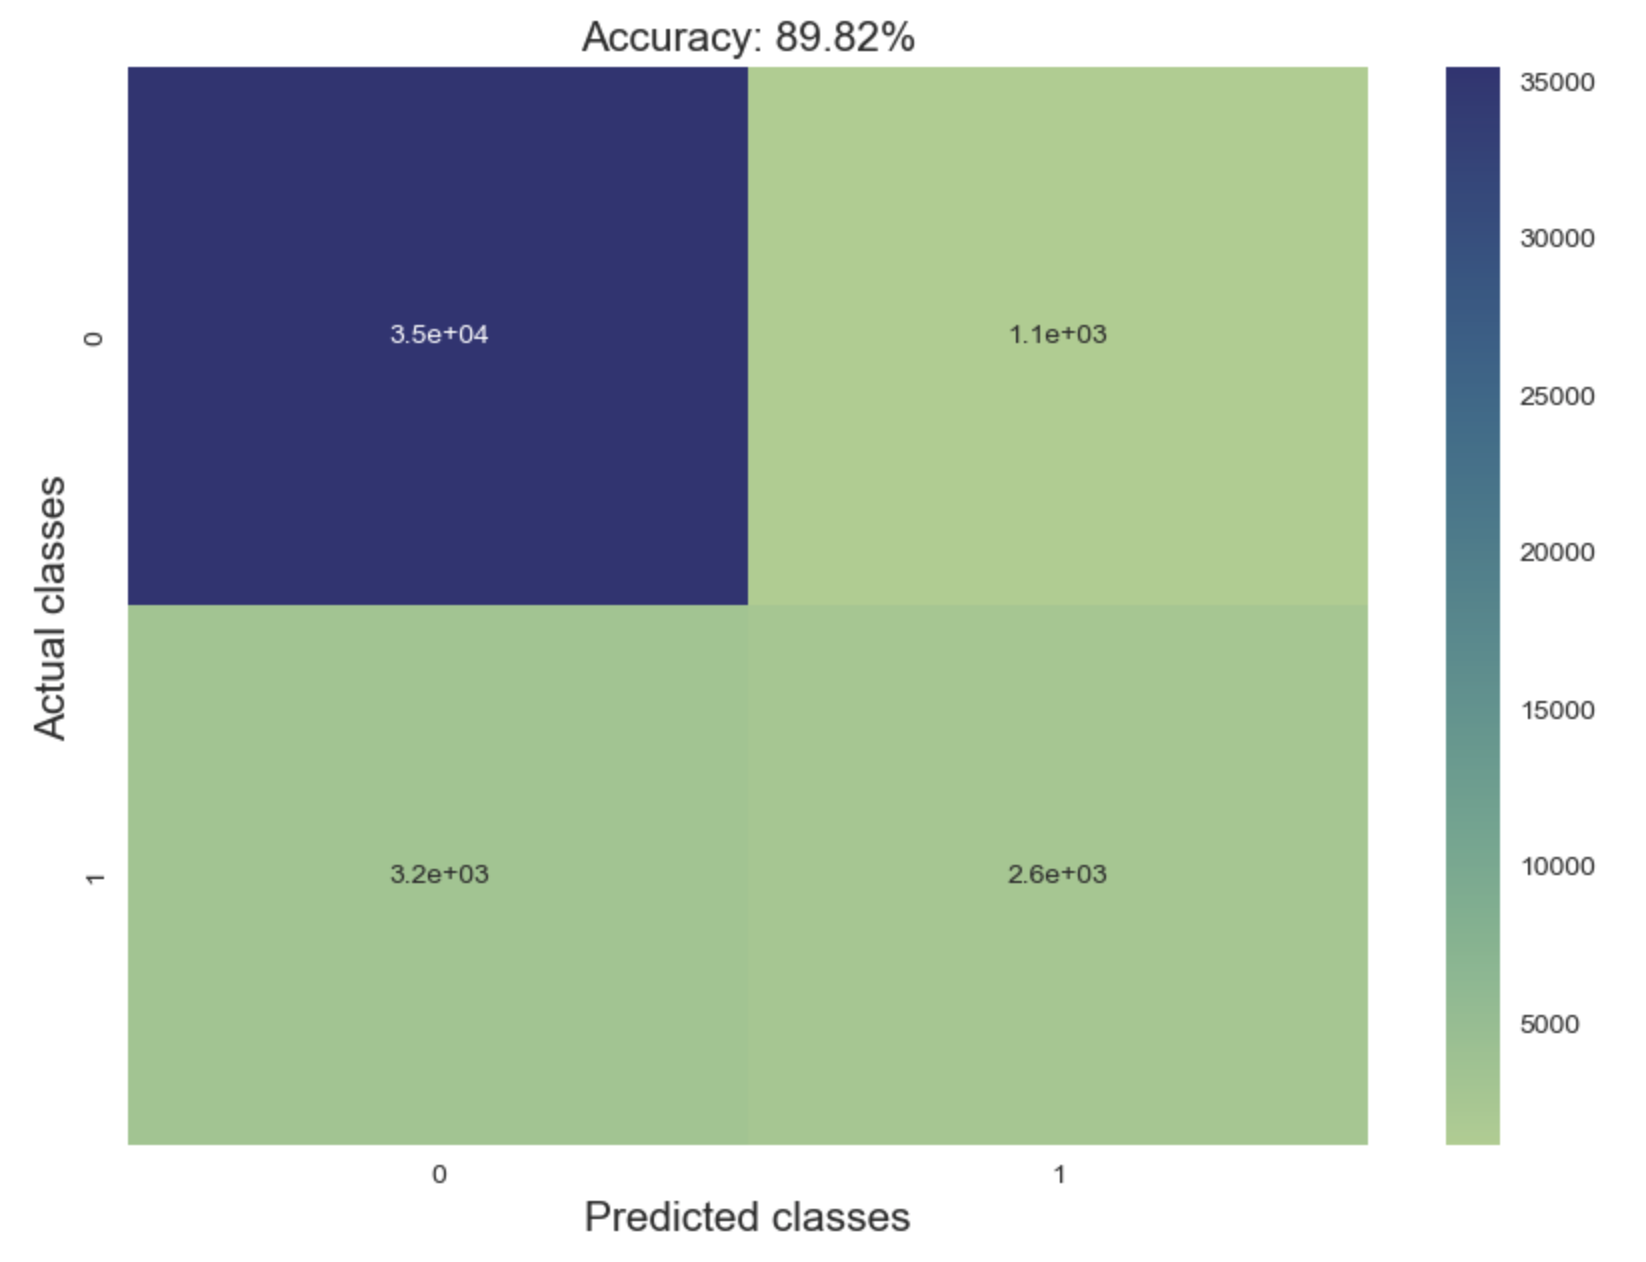 Accuracy: 89.82%
3.5e+04
1.1e+03
3.2e+03
2.6e+03
0
1
Actual classes
0
1
Predicted classes
35000
30000
25000
20000
15000
10000
5000